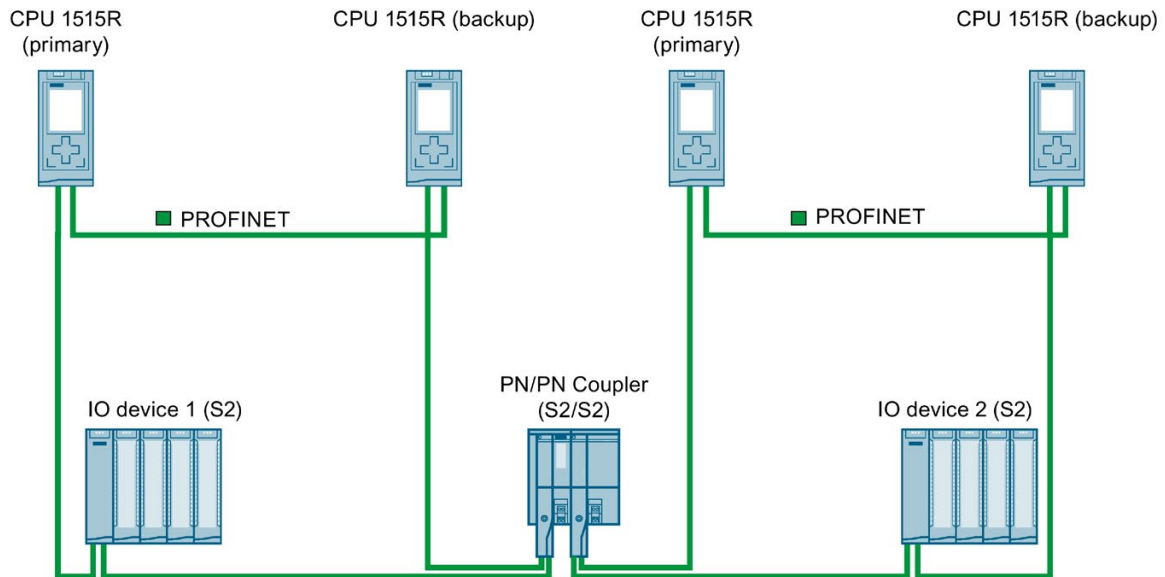 CPU 1515R
(primary)
CPU 1515R (backup)
CPU 1515R
(primary)
CPU 1515R (backup)
PROFINET
PROFINET
IO device 1 (S2)
PN/PN Coupler
(S2/S2)
IO device 2 (S2)